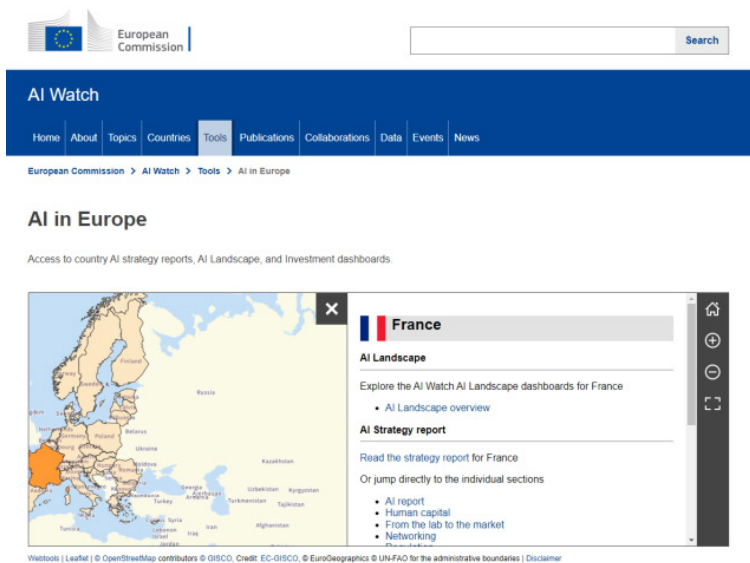 European
Commission
Search
AI Watch
Home About Topics Countries Tools Publications Collaborations Data Events News
European Commission > AI Watch > Tools > AI in Europe
AI in Europe
Access to country AI strategy reports, AI Landscape, and Investment dashboards.
France
AI Landscape
Explore the AI Watch AI Landscape dashboards for France
• AI Landscape overview
AI Strategy report
Read the strategy report for France
Or jump directly to the individual sections
• AI report
• Human capital
• From the lab to the market
• Networking
Norway
Sweden
Finland
Russia
Poland
Belarus
Germany
Ukraine
Moldova
Kazakhstan
Georgia
Azerbaijan
Armenia
Turkey
Uzbekistan
Kyrgyzstan
Turkmenistan
Tajikistan
Syria
Lebanon
Israel
Iraq
Iran
Afghanistan
Jordan
Tunisia
Webtools | Leaflet | © OpenStreetMap contributors © GISCO, Credit: EC-GISCO, © EuroGeographics © UN-FAO for the administrative boundaries | Disclaimer